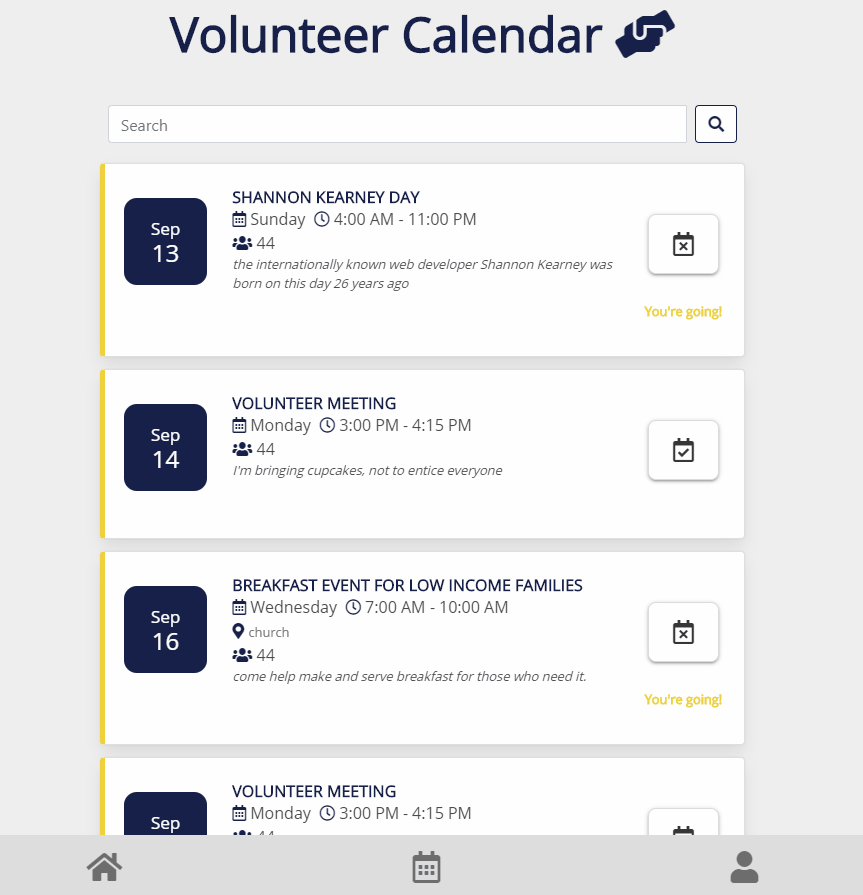 Volunteer Calendar
Search
Sep
13
SHANNON KEARNEY DAY
Sunday 4:00 AM - 11:00 PM
44
the internationally known web developer Shannon Kearney was
born on this day 26 years ago
You're going!
Sep
14
VOLUNTEER MEETING
Monday 3:00 PM - 4:15 PM
44
I'm bringing cupcakes, not to entice everyone
Sep
16
BREAKFAST EVENT FOR LOW INCOME FAMILIES
Wednesday 7:00 AM - 10:00 AM
church
44
come help make and serve breakfast for those who need it.
You're going!
Sep
VOLUNTEER MEETING
Monday 3:00 PM - 4:15 PM